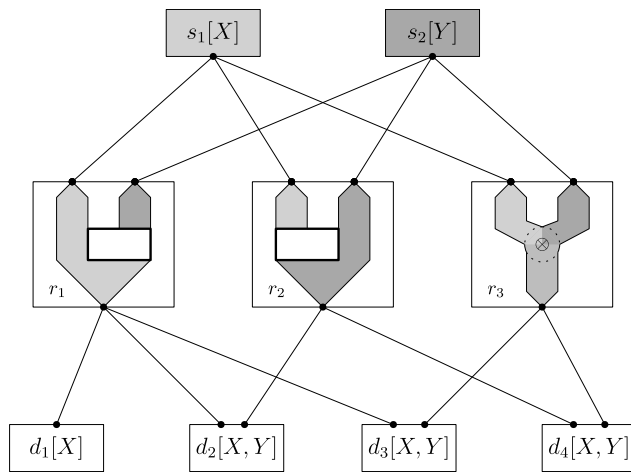 s₁[X] s₂[Y]
r₁ r₂ r₃
d₁[X] d₂[X, Y] d₃[X, Y] d₄[X, Y]